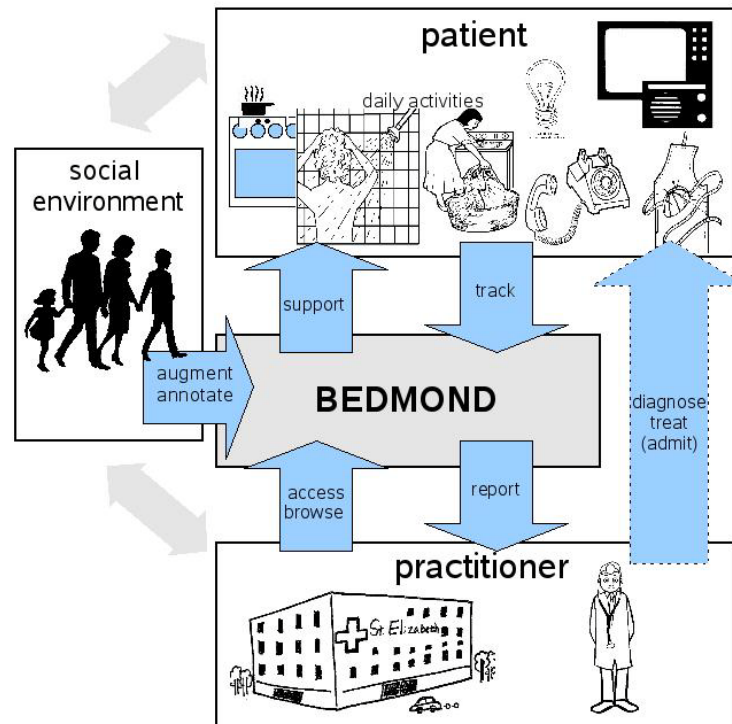 patient
daily activities
social
environment
support
track
augment
annotate
BEDMOND
diagnose
treat
(admit)
access
browse
report
practitioner
St. Elizabeth